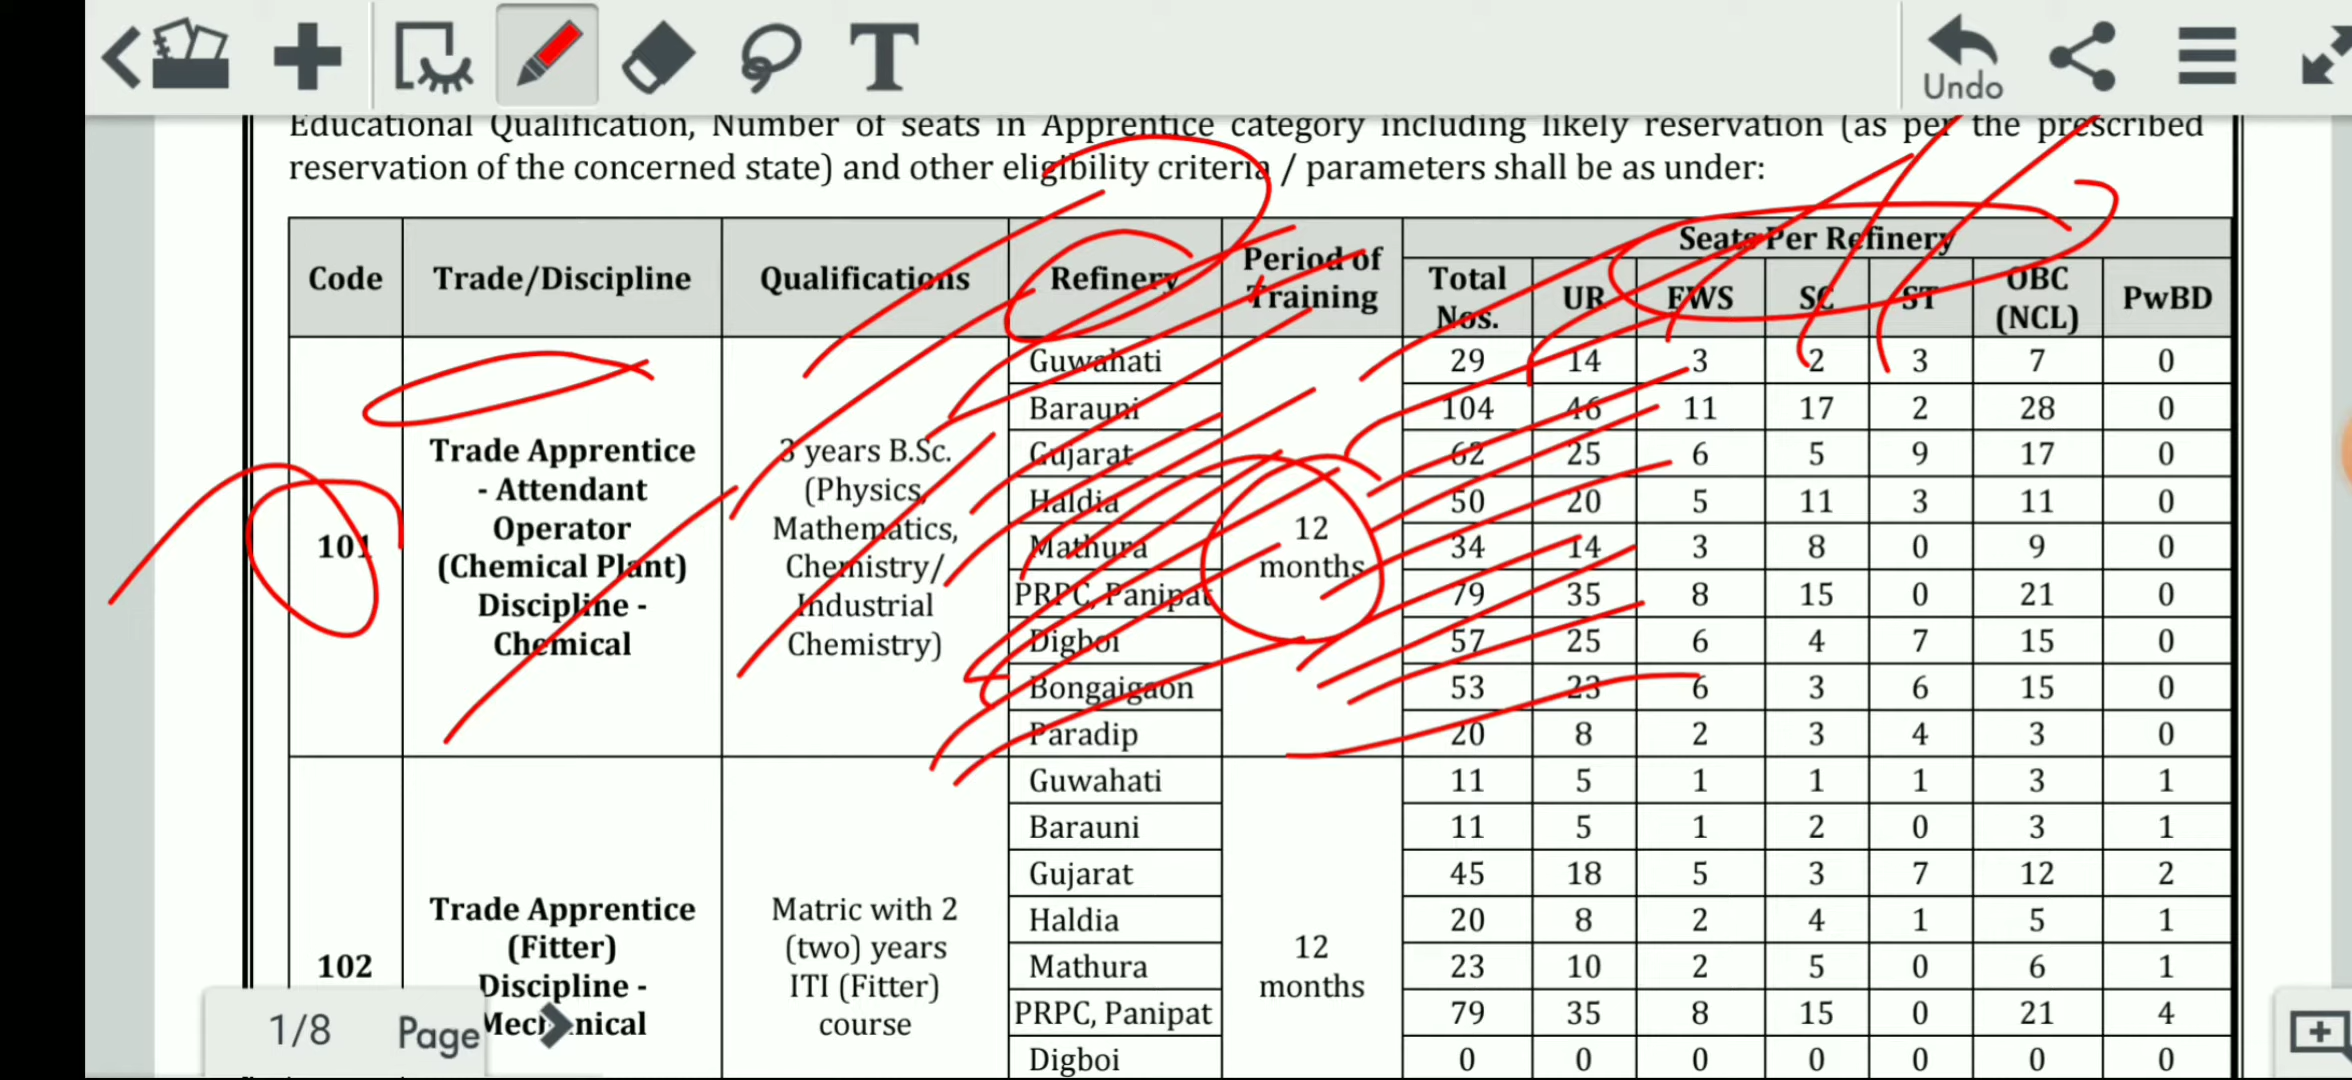 Undo
Educational Qualification, Number of seats in Apprentice category including likely reservation (as per the prescribed
reservation of the concerned state) and other eligibility criteria / parameters shall be as under:
Code Trade/Discipline Qualifications Refinery Period of Training Seats Per Refinery
Total Nos. UR EWS SC ST OBC (NCL) PwBD
101
Trade Apprentice
- Attendant
Operator
(Chemical Plant)
Discipline -
Chemical
3 years B.Sc.
(Physics,
Mathematics,
Chemistry/
Industrial
Chemistry)
12
months
Guwahati 29 14 3 2 3 7 0
Barauni 104 46 11 17 2 28 0
Gujarat 62 25 6 5 9 17 0
Haldia 50 20 5 11 3 11 0
Mathura 34 14 3 8 0 9 0
PRPC, Panipat 79 35 8 15 0 21 0
Digboi 57 25 6 4 7 15 0
Bongaigaon 53 23 6 3 6 15 0
Paradip 20 8 2 3 4 3 0
102
Trade Apprentice
(Fitter)
Discipline -
Mechanical
Matric with 2
(two) years
ITI (Fitter)
course
12
months
Guwahati 11 5 1 1 1 3 1
Barauni 11 5 1 2 0 3 1
Gujarat 45 18 5 3 7 12 2
Haldia 20 8 2 4 1 5 1
Mathura 23 10 2 5 0 6 1
PRPC, Panipat 79 35 8 15 0 21 4
Digboi 0 0 0 0 0 0 0
1/8 Page